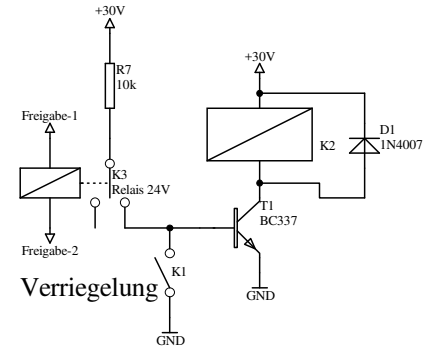 +30V
R7
10k
+30V
Freigabe-1
D1
1N4007
K2
K3
Relais 24V
T1
BC337
Freigabe-2
K1
Verriegelung
GND
GND